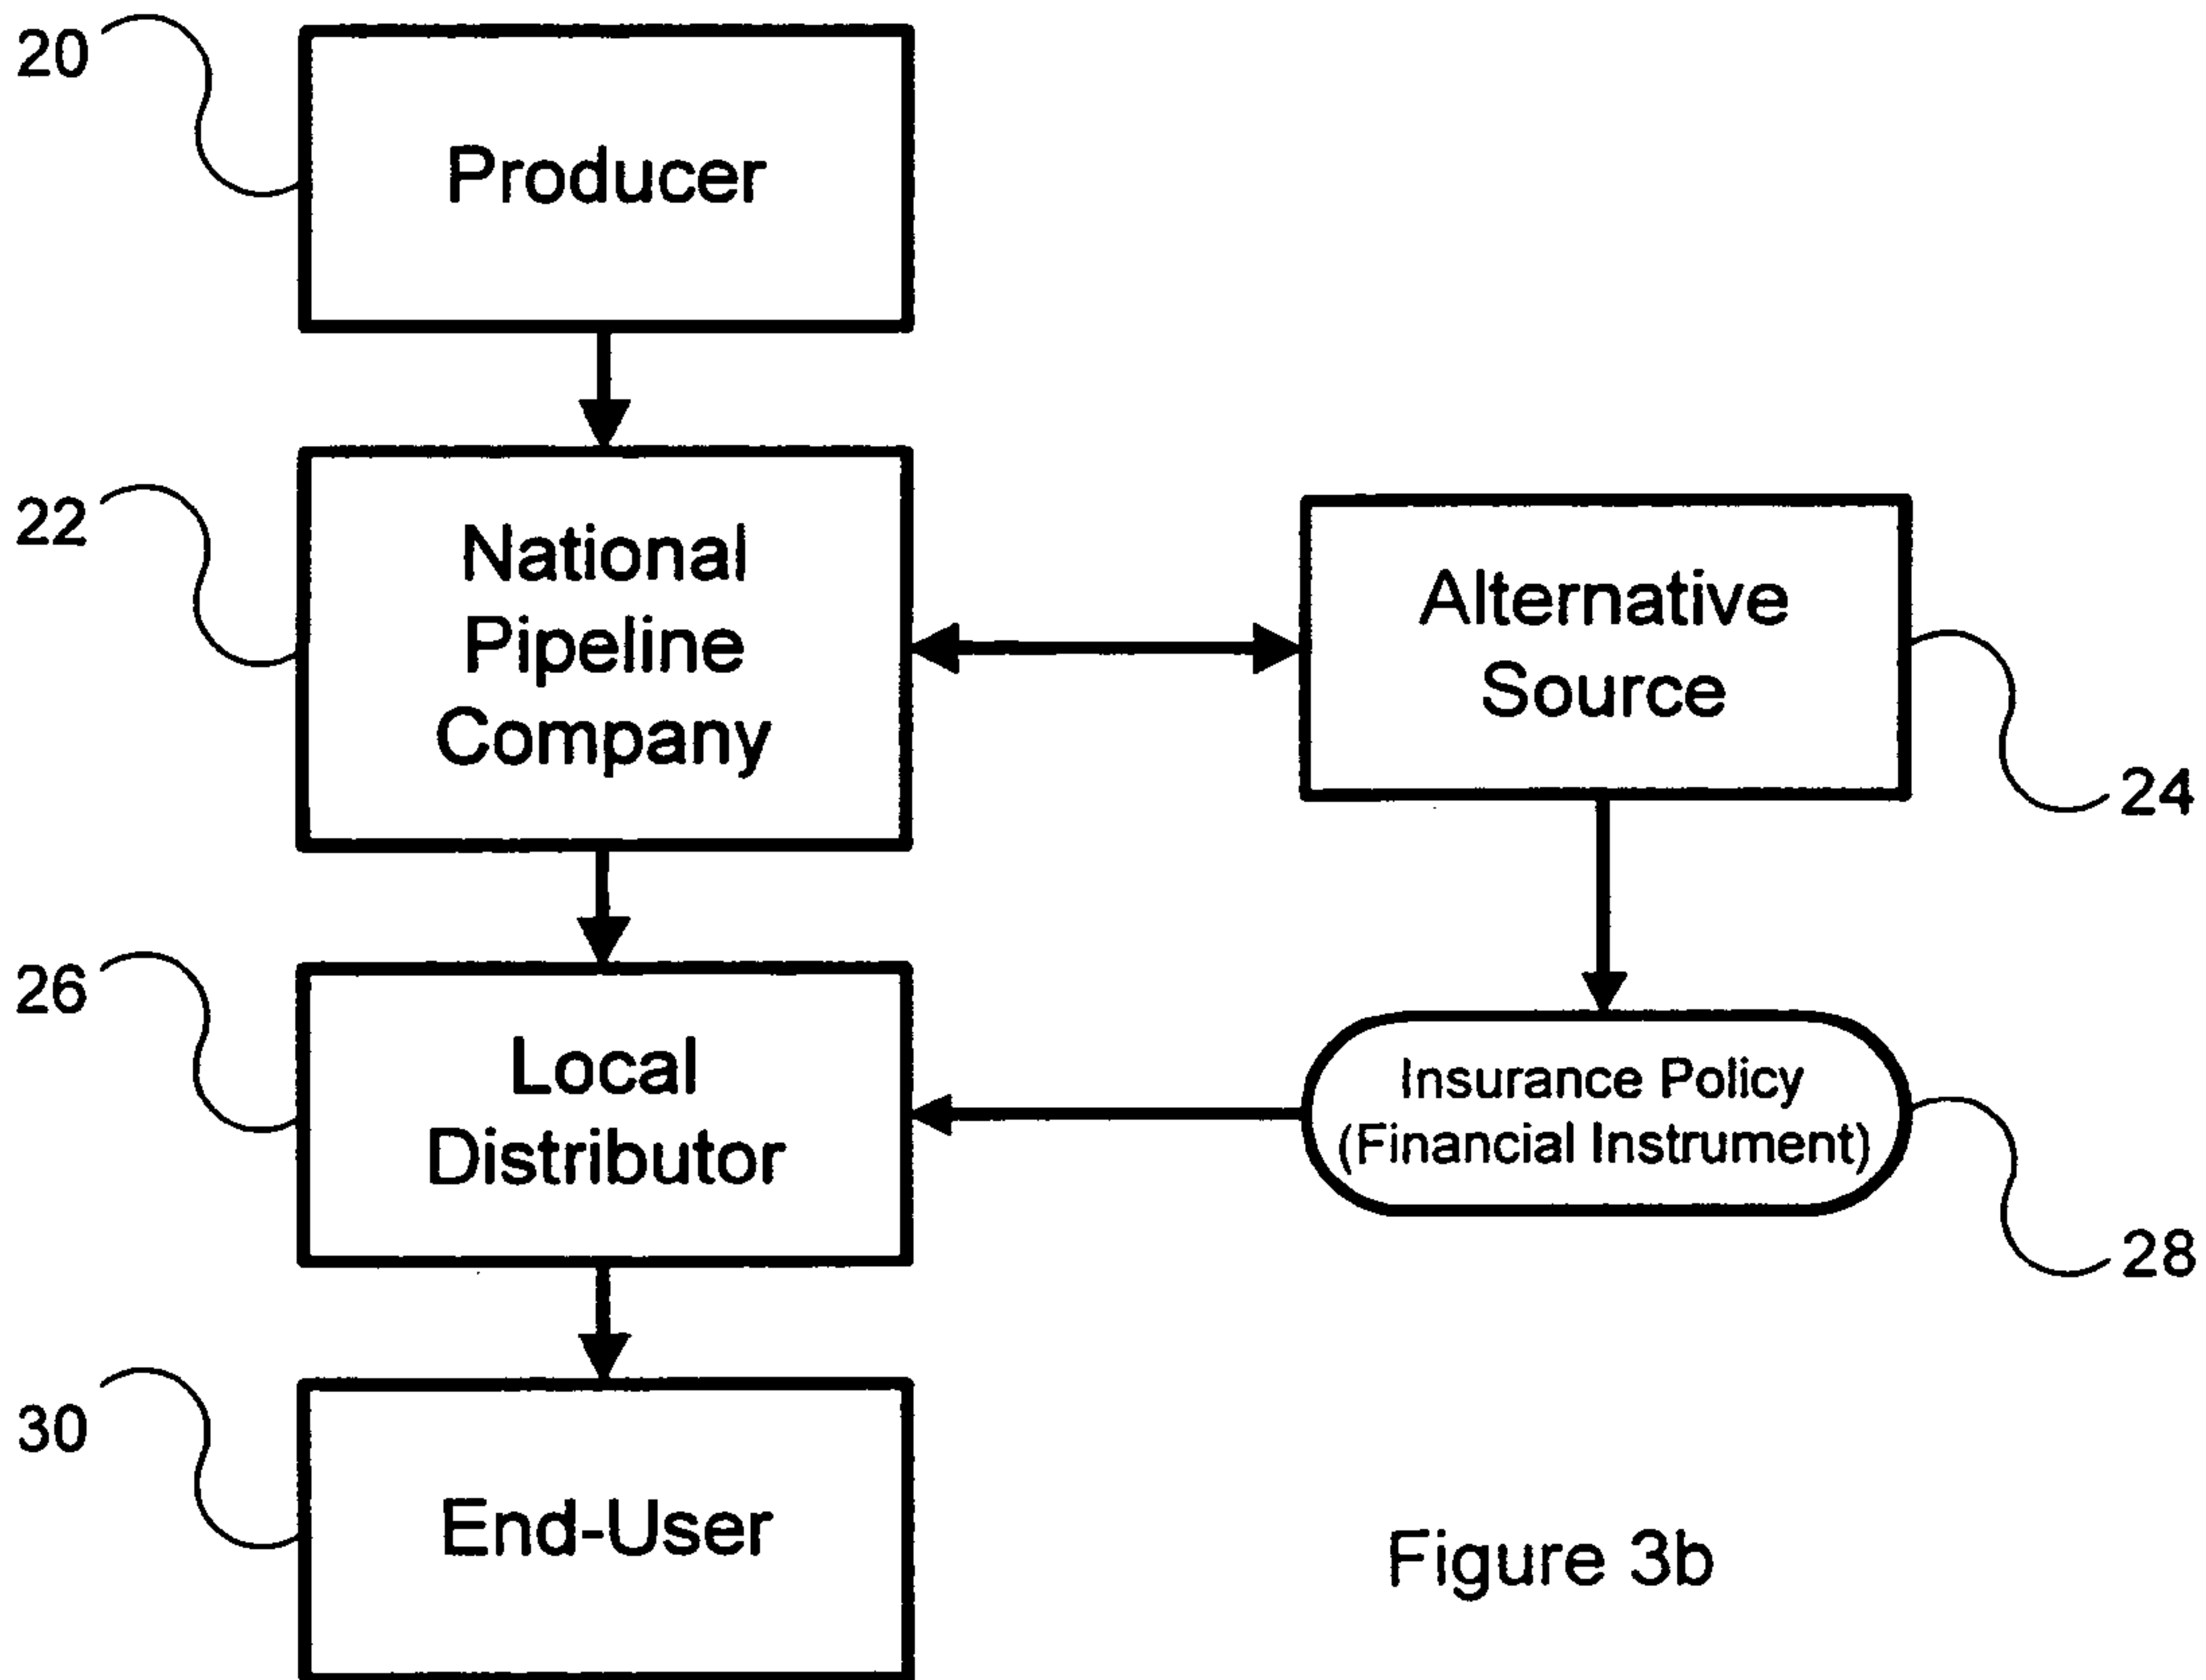 20
Producer
22
National
Pipeline
Company
Alternative
Source
24
26
Local
Distributor
Insurance Policy
(Financial Instrument)
28
30
End-User
Figure 3b